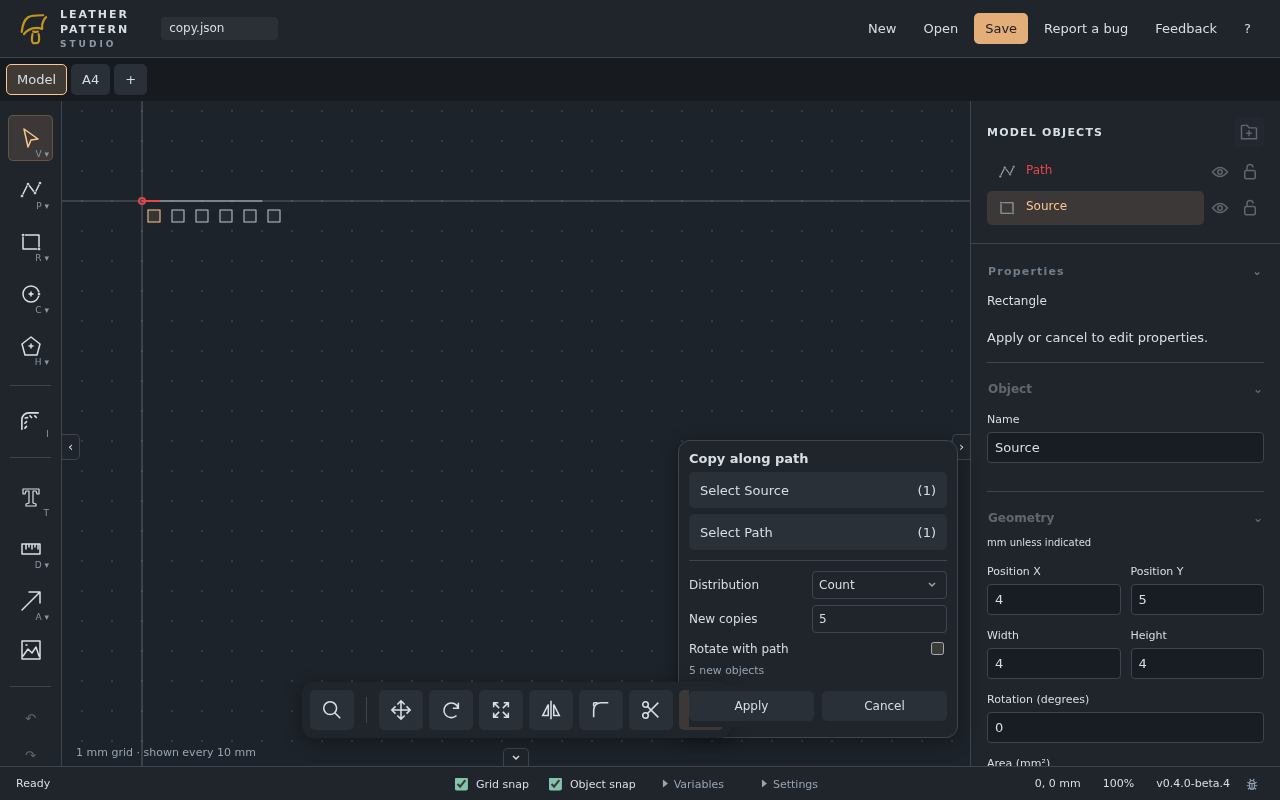 LEATHER
PATTERN
STUDIO
copy.json
New
Open
Save
Report a bug
Feedback
?
Model
A4
+
V ▾
P ▾
R ▾
C ▾
H ▾
I
T
D ▾
A ▾
MODEL OBJECTS
Path
Source
Properties
Rectangle
Apply or cancel to edit properties.
Object
Name
Source
Geometry
mm unless indicated
Position X
Position Y
4
5
Width
Height
4
4
Rotation (degrees)
0
Area (mm²)
Copy along path
Select Source (1)
Select Path (1)
Distribution
Count
New copies
5
Rotate with path
5 new objects
Apply
Cancel
1 mm grid · shown every 10 mm
Ready
Grid snap
Object snap
Variables
Settings
0, 0 mm
100%
v0.4.0-beta.4